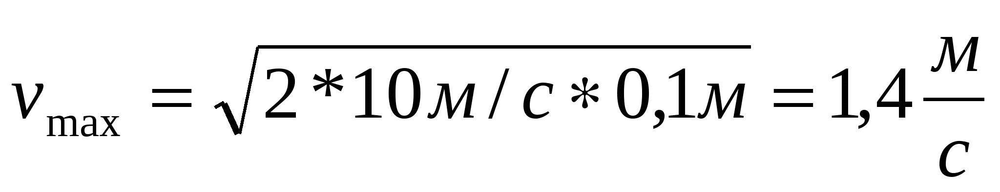 v_max = √(2*10м/с*0,1м) = 1,4 м/с